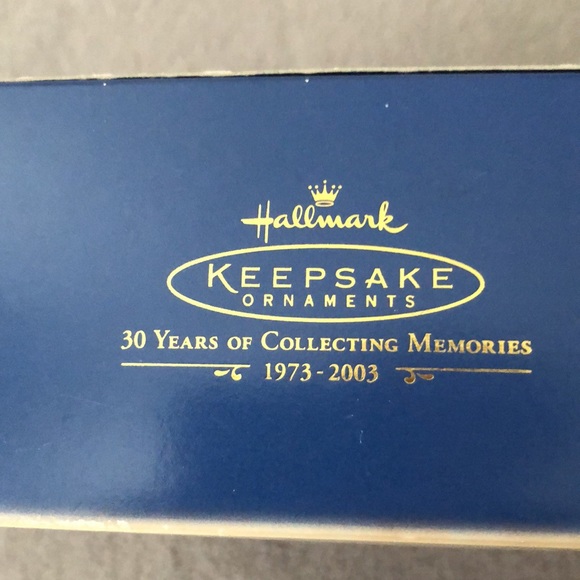 Hallmark
KEEPSAKE
ORNAMENTS
30 YEARS OF COLLECTING MEMORIES
1973-2003